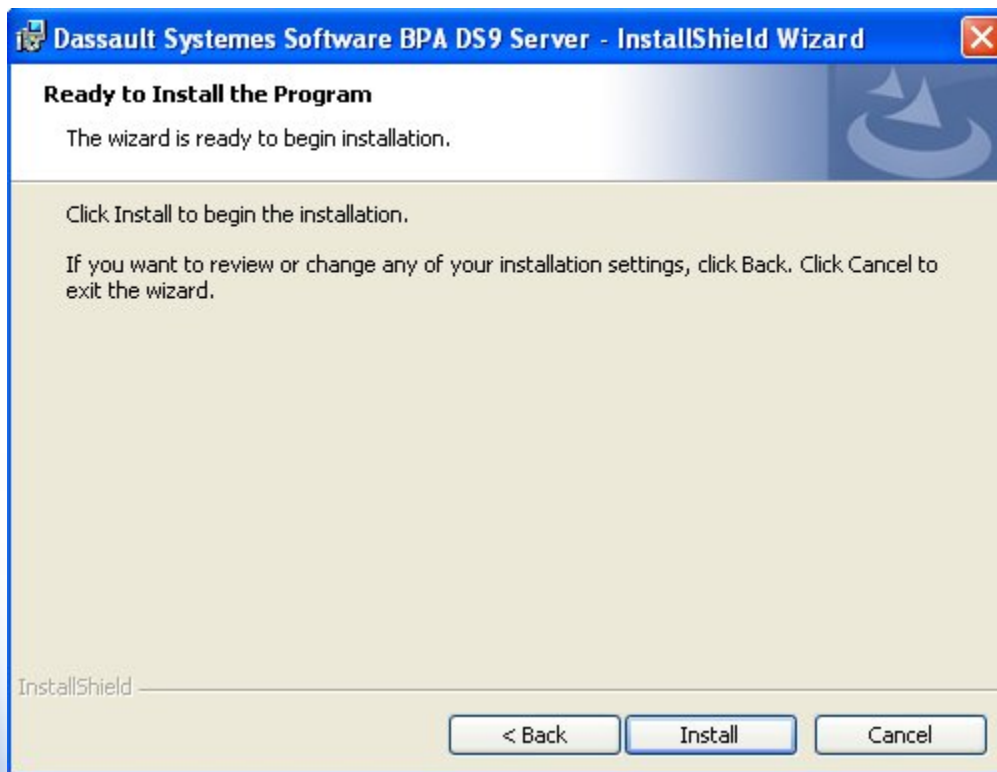 Dassault Systemes Software BPA DS9 Server - InstallShield Wizard
Ready to Install the Program
The wizard is ready to begin installation.
Click Install to begin the installation.
If you want to review or change any of your installation settings, click Back. Click Cancel to
exit the wizard.
InstallShield
< Back Install Cancel